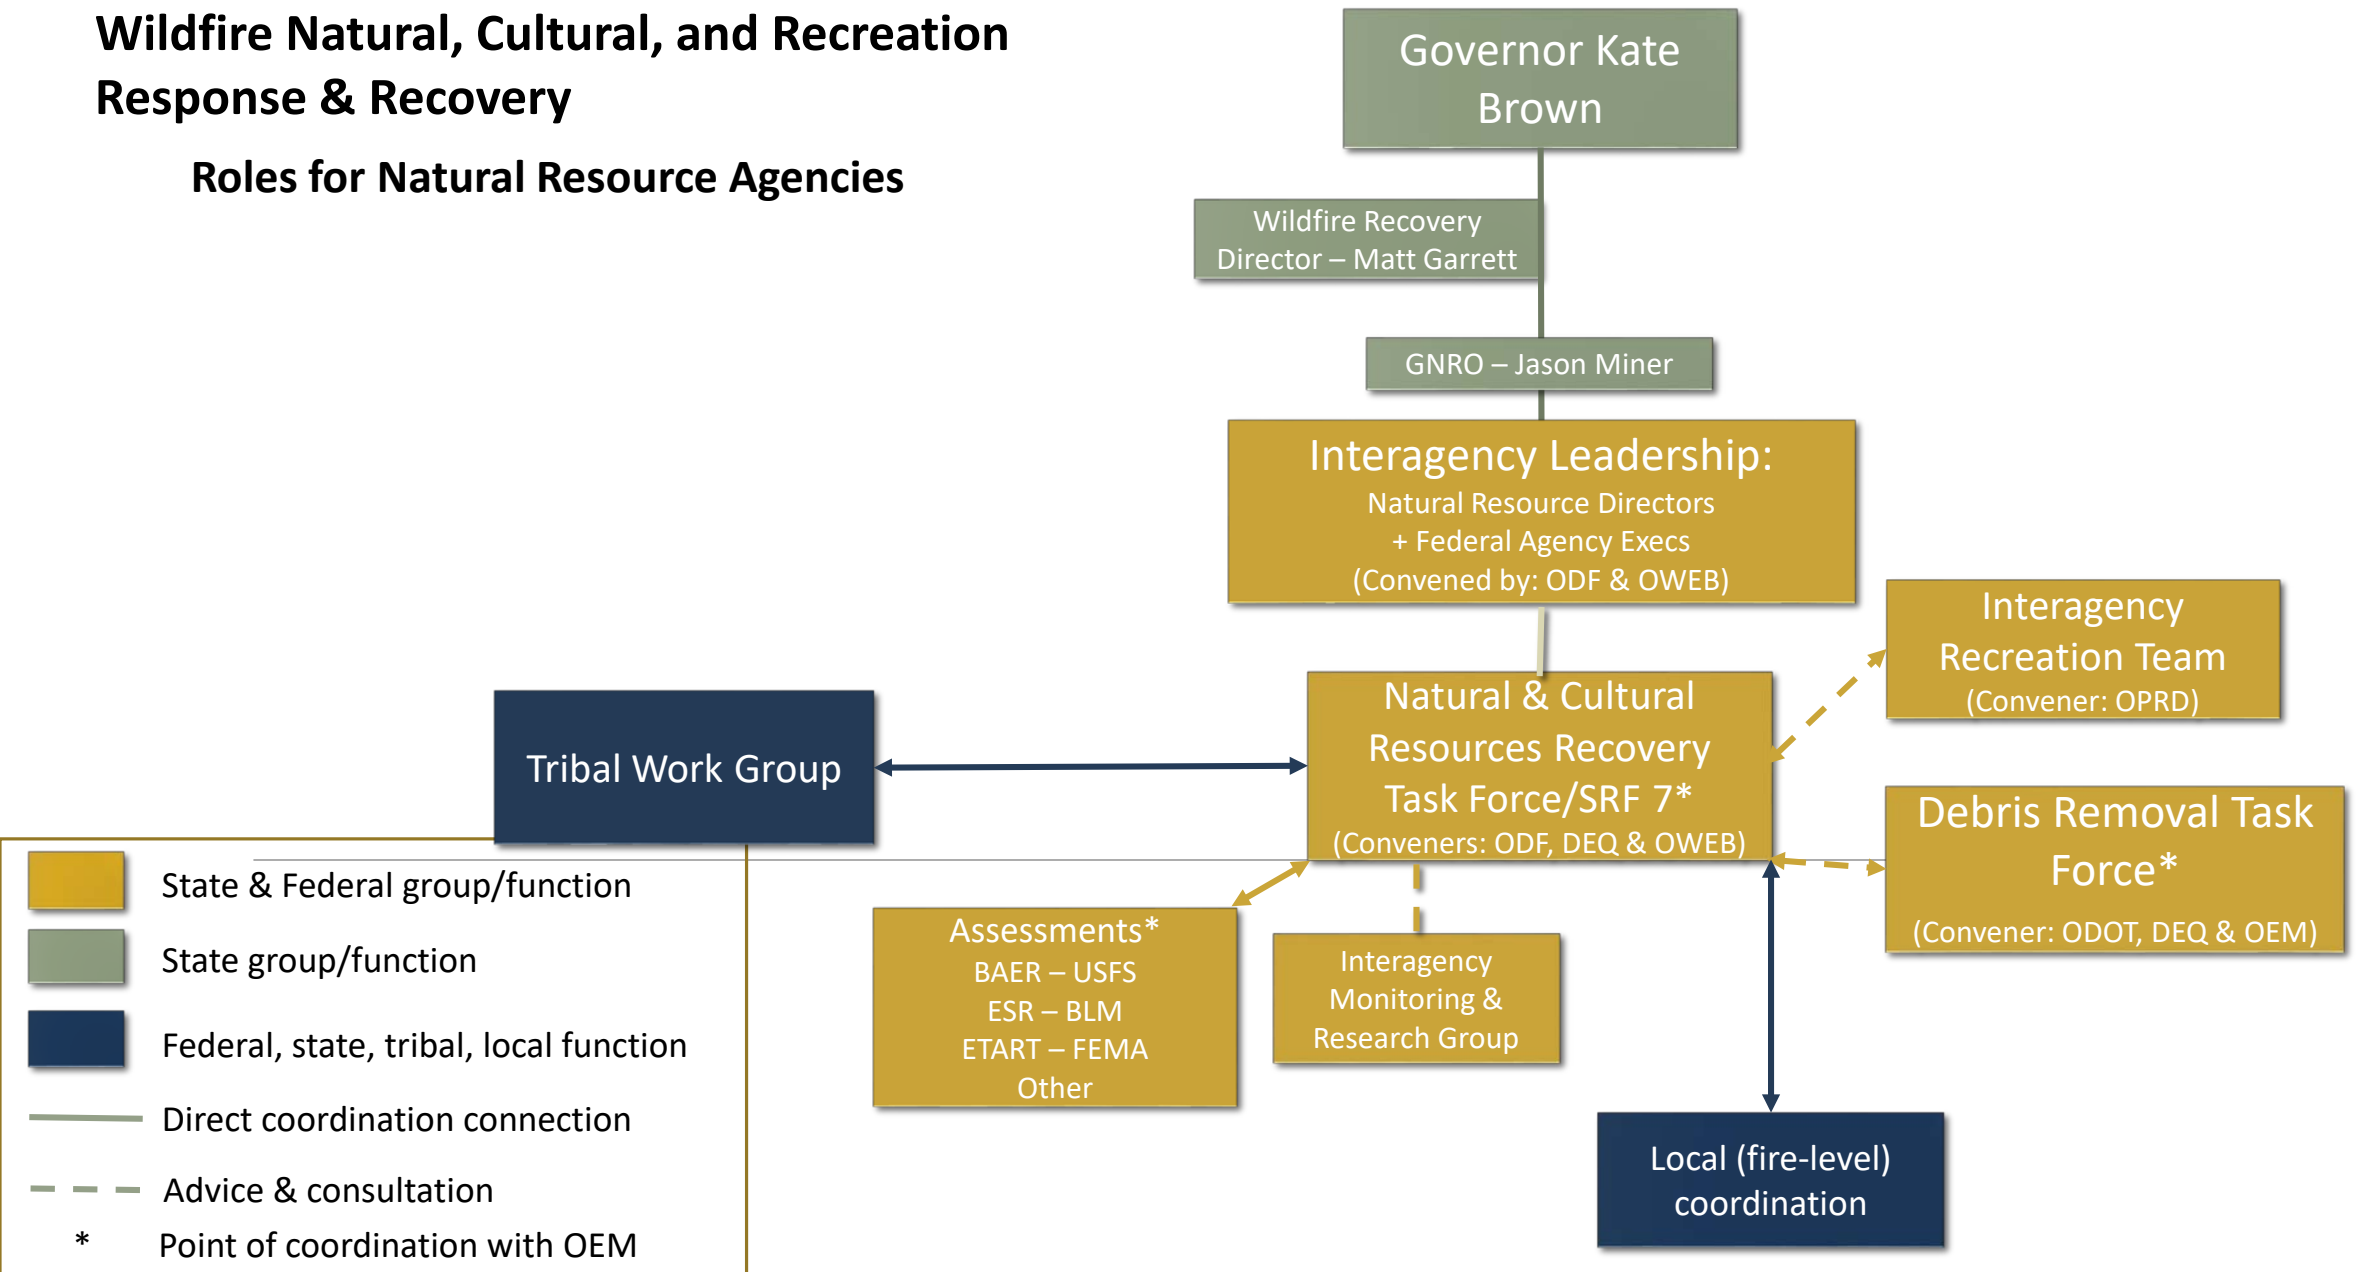 Wildfire Natural, Cultural, and Recreation
Response & Recovery
Roles for Natural Resource Agencies
Governor Kate
Brown
Wildfire Recovery
Director – Matt Garrett
GNRO – Jason Miner
Interagency Leadership:
Natural Resource Directors
+ Federal Agency Execs
(Convened by: ODF & OWEB)
Interagency
Recreation Team
(Convener: OPRD)
Natural & Cultural
Resources Recovery
Task Force/SRF 7*
(Conveners: ODF, DEQ & OWEB)
Tribal Work Group
Debris Removal Task
Force*
(Convener: ODOT, DEQ & OEM)
Assessments*
BAER – USFS
ESR – BLM
ETART – FEMA
Other
Interagency
Monitoring &
Research Group
Local (fire-level)
coordination
State & Federal group/function
State group/function
Federal, state, tribal, local function
Direct coordination connection
Advice & consultation
* Point of coordination with OEM